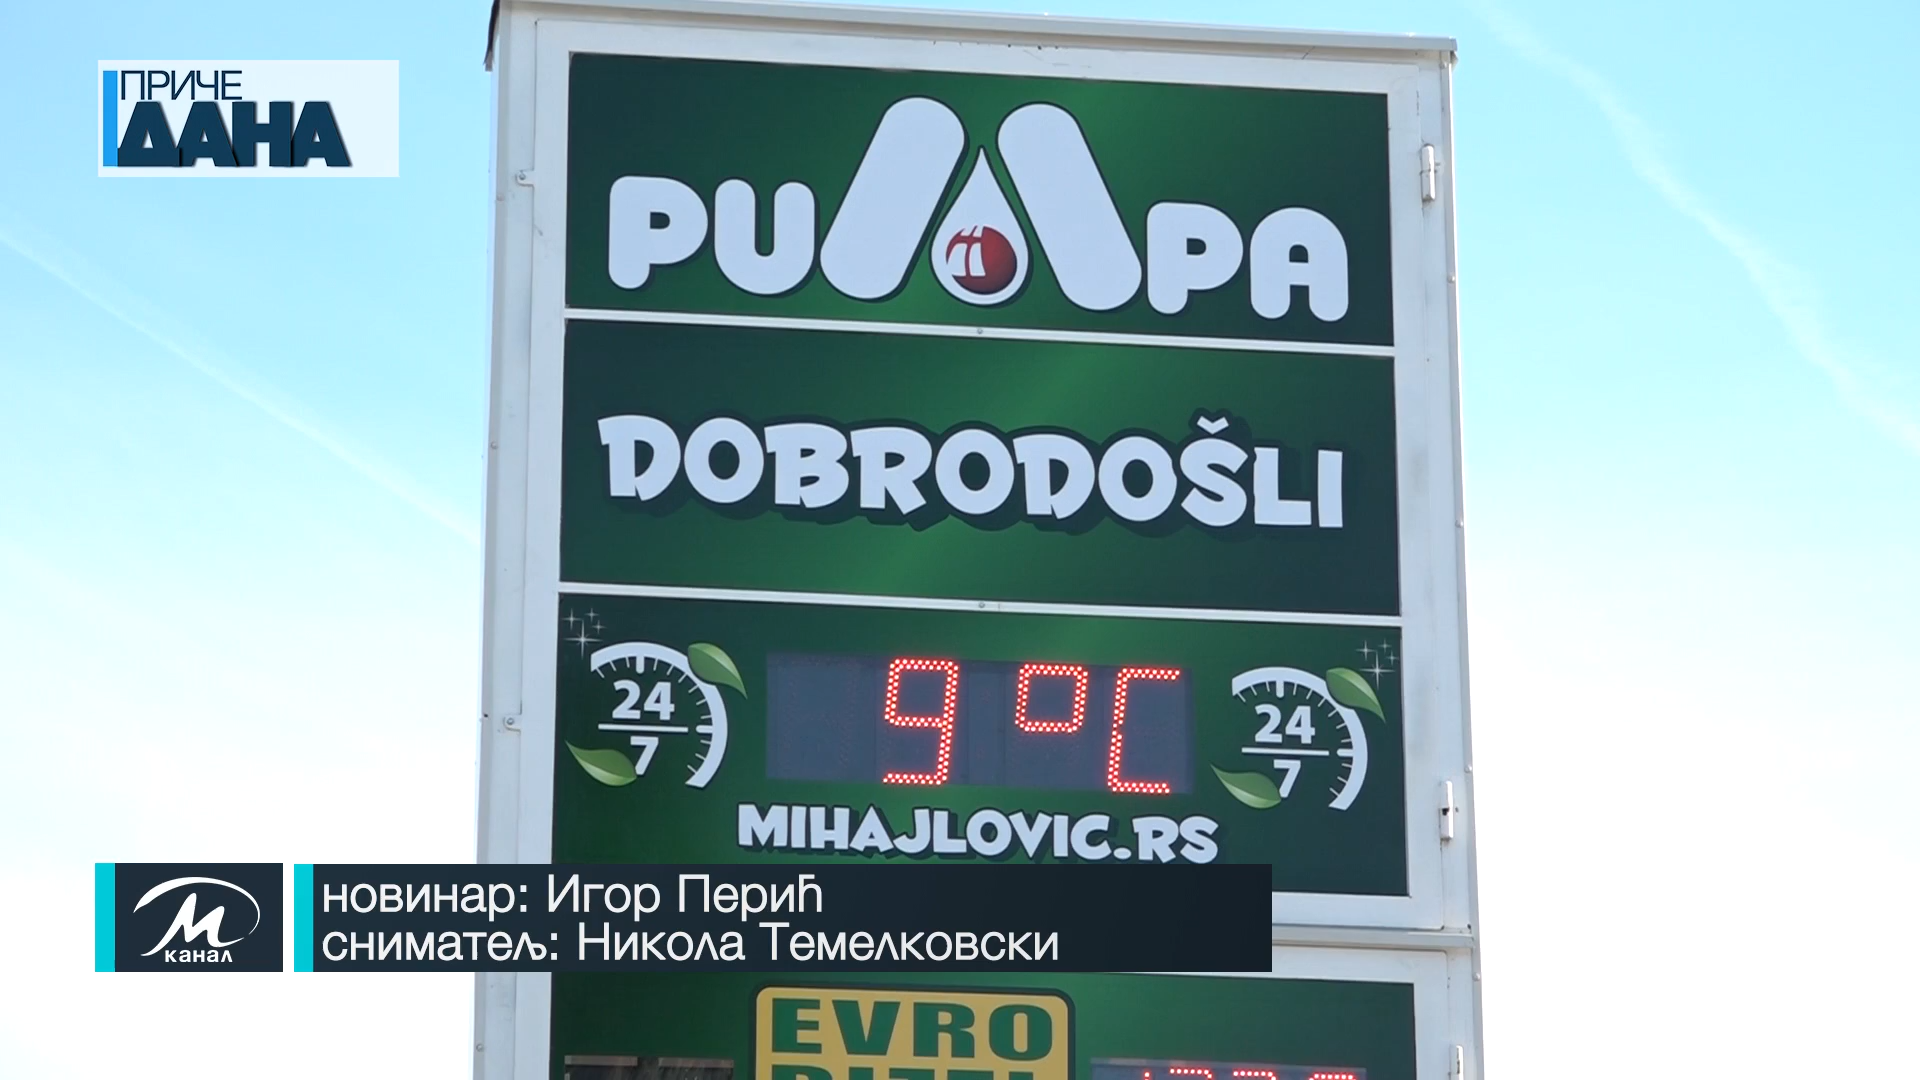 ПРИЧЕ
ДАНА
PUMPA
DOBRODOŠLI
24
7
9°C
24
7
MIHAJLOVIC.RS
М
канал
новинар: Игор Перић
сниматељ: Никола Темелковски
EVRO
DIZEL